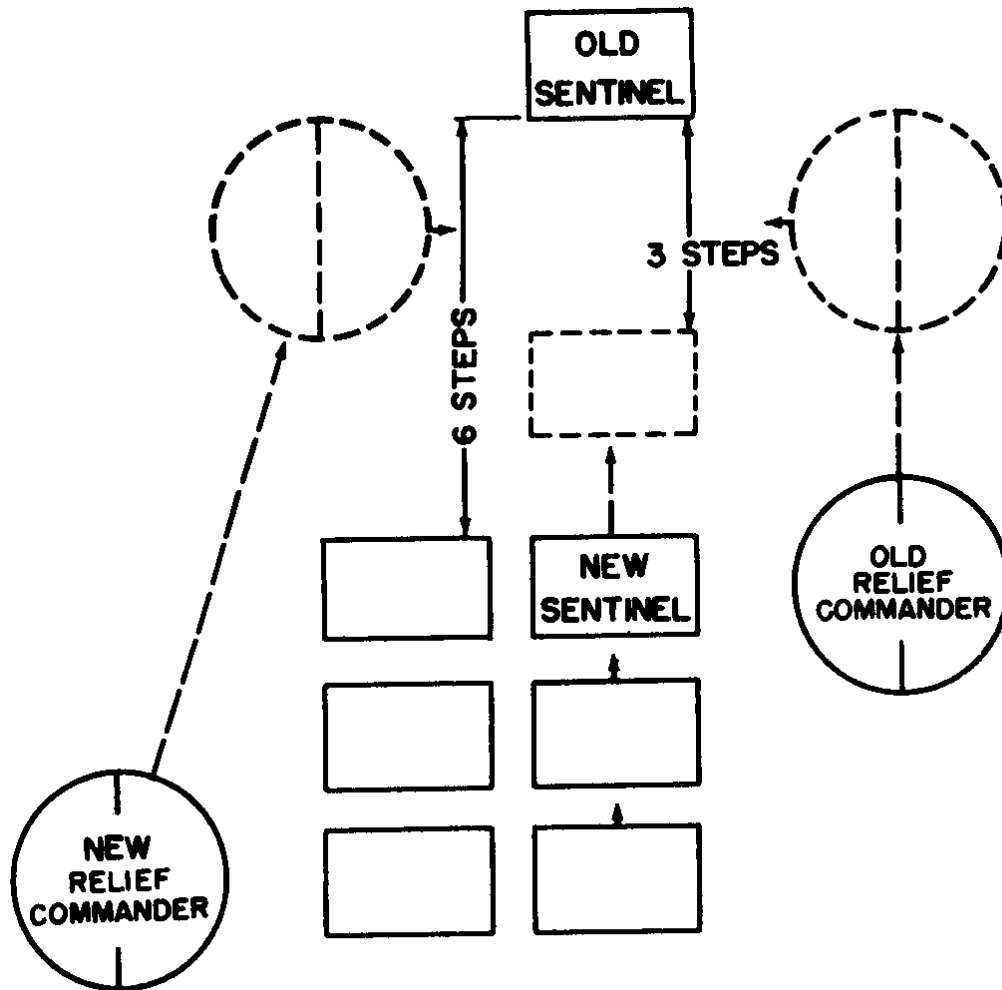 OLD
SENTINEL
3 STEPS
6 STEPS
NEW
SENTINEL
OLD
RELIEF
COMMANDER
NEW
RELIEF
COMMANDER